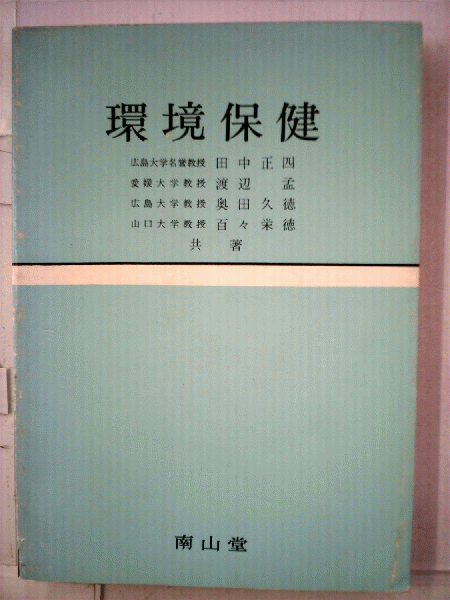 環境保健
広島大学名誉教授 田中正四
愛媛大学教授 渡辺 孟
広島大学教授 奥田久徳
山口大学教授 百々栄徳
共著
南山堂